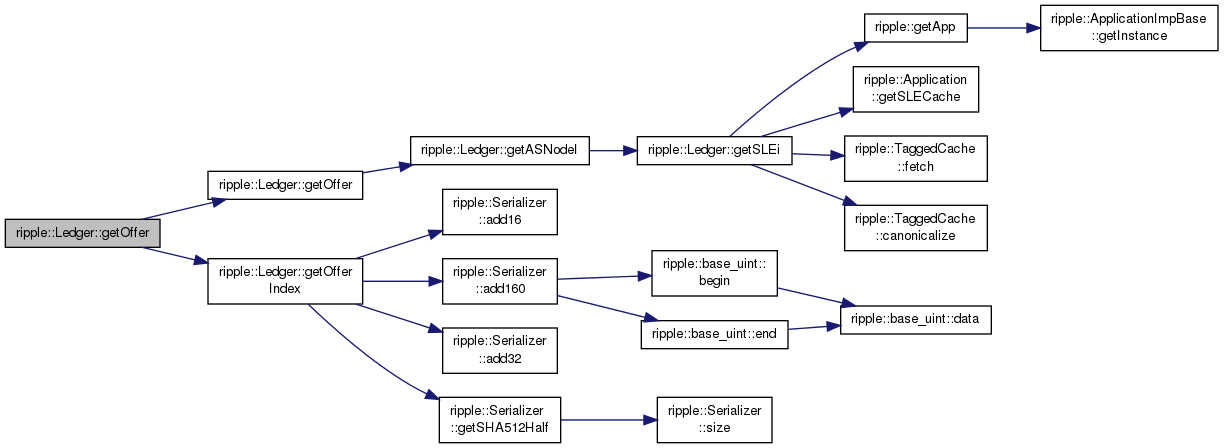 ripple::Ledger::getOffer
ripple::Ledger::getOffer
ripple::Ledger::getASNodeI
ripple::Ledger::getSLEi
ripple::getApp
ripple::ApplicationImpBase
::getInstance
ripple::Application
::getSLECache
ripple::TaggedCache
::fetch
ripple::TaggedCache
::canonicalize
ripple::Ledger::getOffer
Index
ripple::Serializer
::add16
ripple::Serializer
::add160
ripple::base_uint::
begin
ripple::base_uint::end
ripple::base_uint::data
ripple::Serializer
::add32
ripple::Serializer
::getSHA512Half
ripple::Serializer
::size